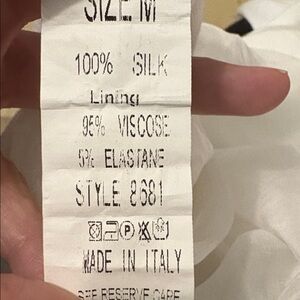 SIZE M
100% SILK
Lining
95% VISCOSE
5% ELASTANE
STYLE 8681
P
MADE IN ITALY
SEE RESERVE CARE